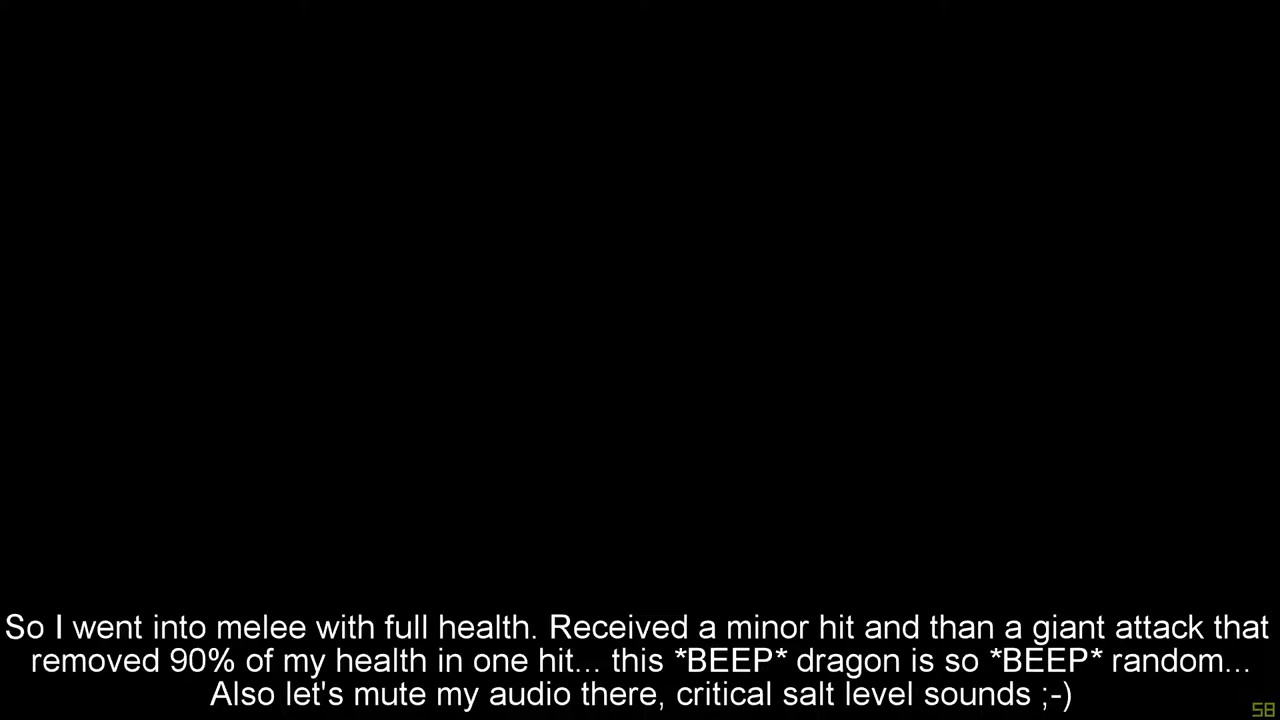 So I went into melee with full health. Received a minor hit and than a giant attack that
removed 90% of my health in one hit... this *BEEP* dragon is so *BEEP* random...
Also let's mute my audio there, critical salt level sounds ;-)
58